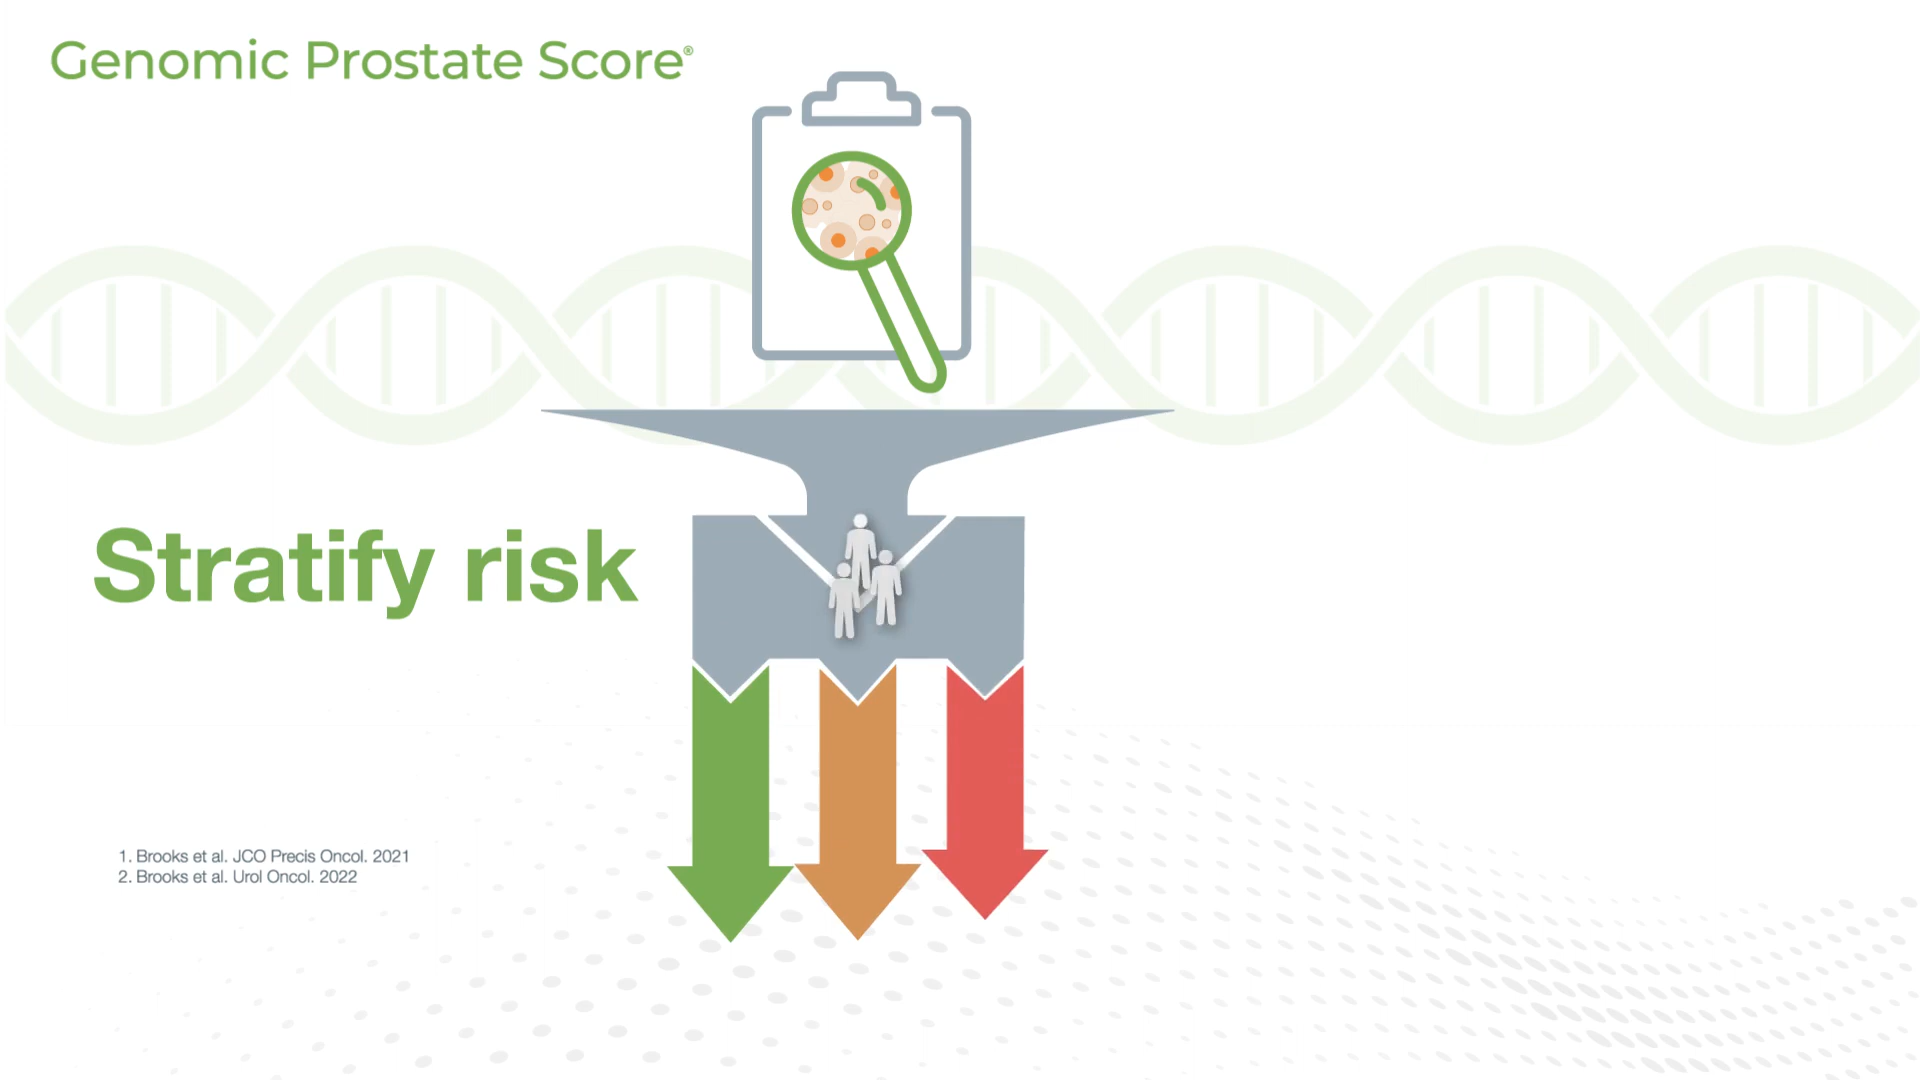 Genomic Prostate Score®
Stratify risk
1. Brooks et al. JCO Precis Oncol. 2021
2. Brooks et al. Urol Oncol. 2022